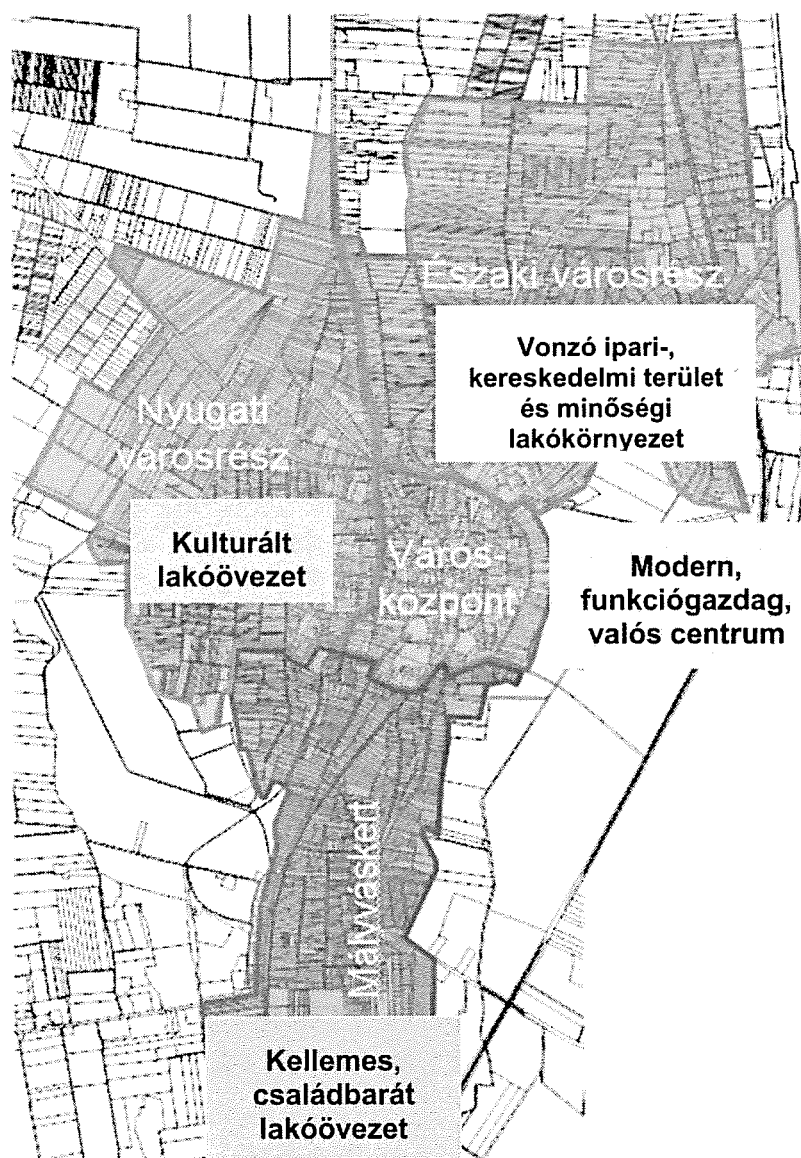 Északi városrész
Vonzó ipari-,
kereskedelmi terület
és minőségi
lakókörnyezet
Nyugati
városrész
Kulturált
lakóövezet
Város-
központ
Modern,
funkciógazdag,
valós centrum
Mályváskert
Kellemes,
családbarát
lakóövezet